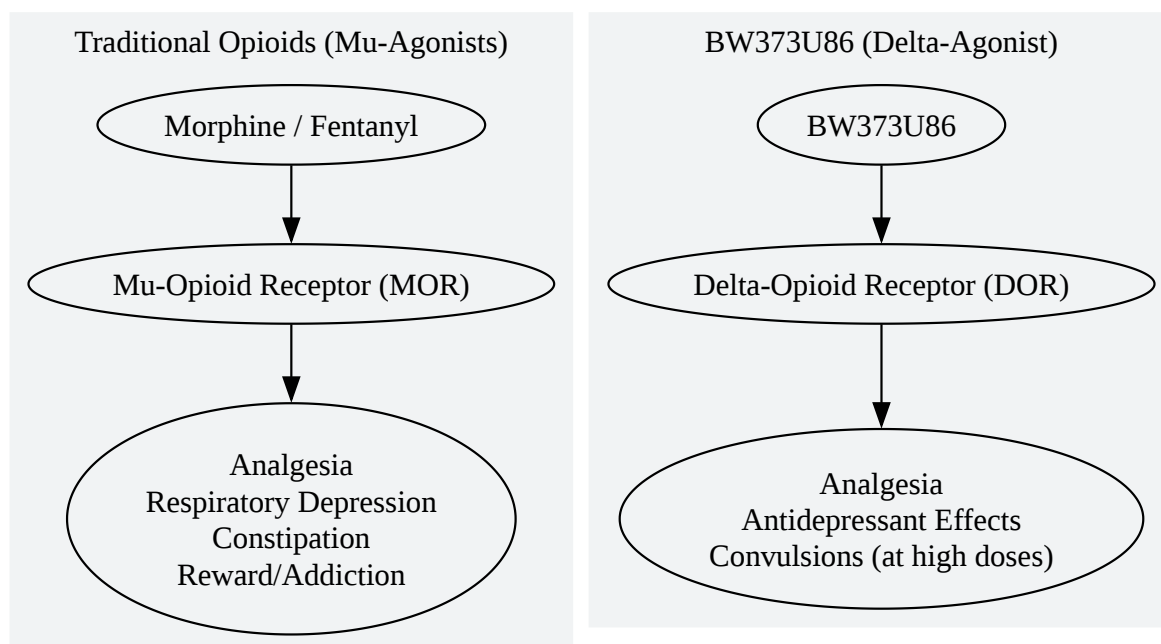 Traditional Opioids (Mu-Agonists)
Morphine / Fentanyl
Mu-Opioid Receptor (MOR)
Analgesia
Respiratory Depression
Constipation
Reward/Addiction
BW373U86 (Delta-Agonist)
BW373U86
Delta-Opioid Receptor (DOR)
Analgesia
Antidepressant Effects
Convulsions (at high doses)